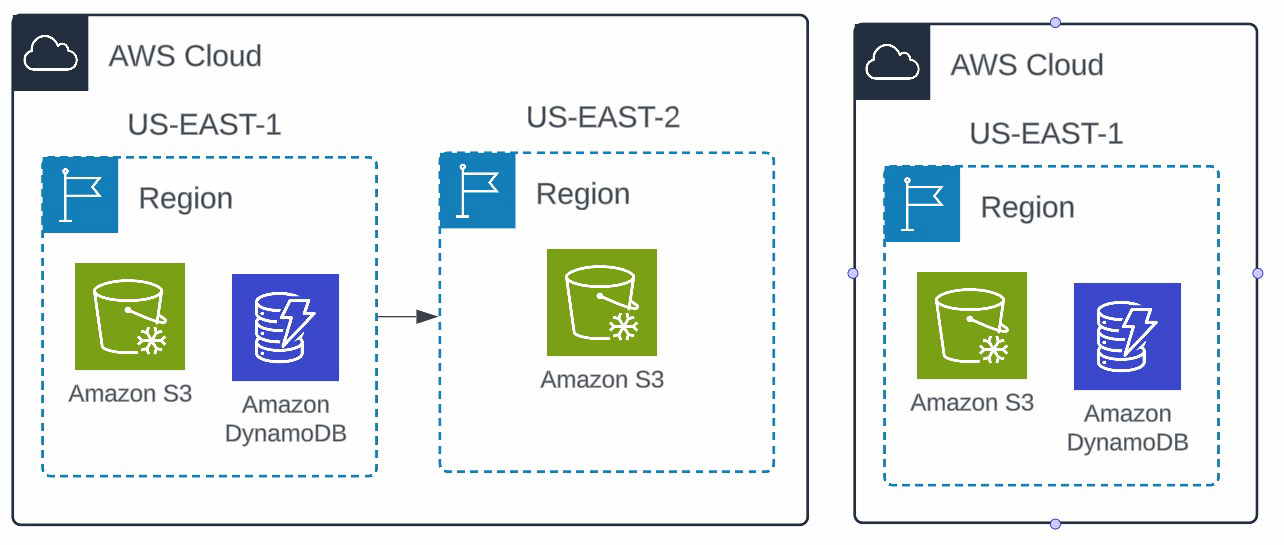 AWS Cloud
US-EAST-1
Region
Amazon S3
Amazon
DynamoDB
US-EAST-2
Region
Amazon S3
AWS Cloud
US-EAST-1
Region
Amazon S3
Amazon
DynamoDB